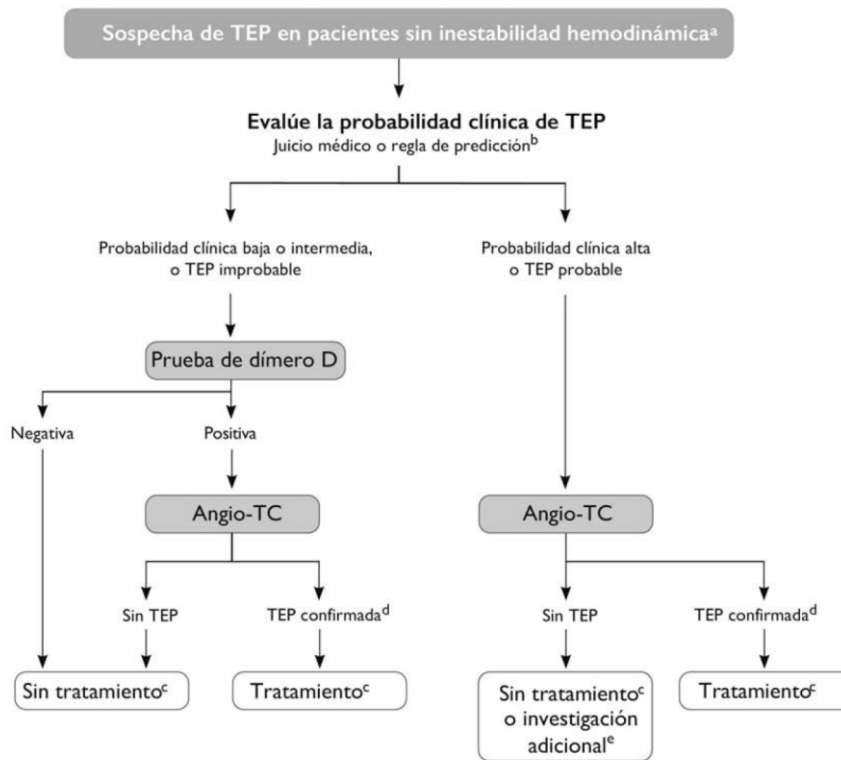 Sospecha de TEP en pacientes sin inestabilidad hemodinámicaᵃ
Evalúe la probabilidad clínica de TEP
Juicio médico o regla de predicciónᵇ
Probabilidad clínica baja o intermedia,
o TEP improbable
Probabilidad clínica alta
o TEP probable
Prueba de dímero D
Negativa
Positiva
Angio-TC
Angio-TC
Sin TEP
TEP confirmadaᵈ
Sin TEP
TEP confirmadaᵈ
Sin tratamientoᶜ
Tratamientoᶜ
Sin tratamientoᶜ
o investigación
adicionalᵉ
Tratamientoᶜ